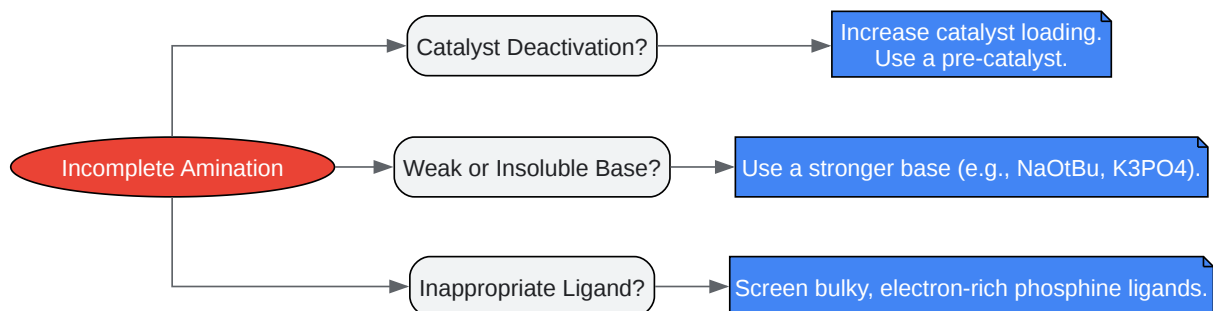 Catalyst Deactivation?
Increase catalyst loading.
Use a pre-catalyst.
Incomplete Amination
Weak or Insoluble Base?
Use a stronger base (e.g., NaOtBu, K3PO4).
Inappropriate Ligand?
Screen bulky, electron-rich phosphine ligands.